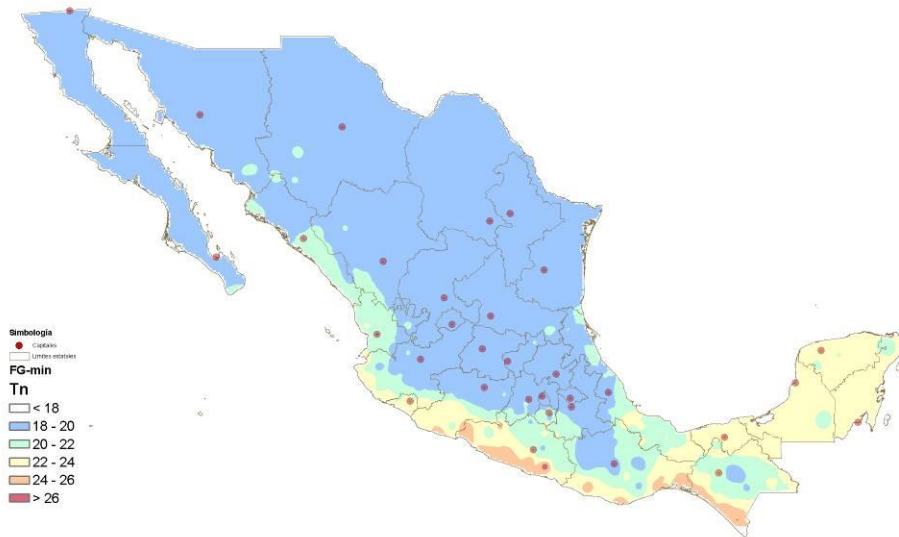 Simbología
Capitales
Límites estatales
FG-min
Tn
< 18
18 - 20
20 - 22
22 - 24
24 - 26
> 26